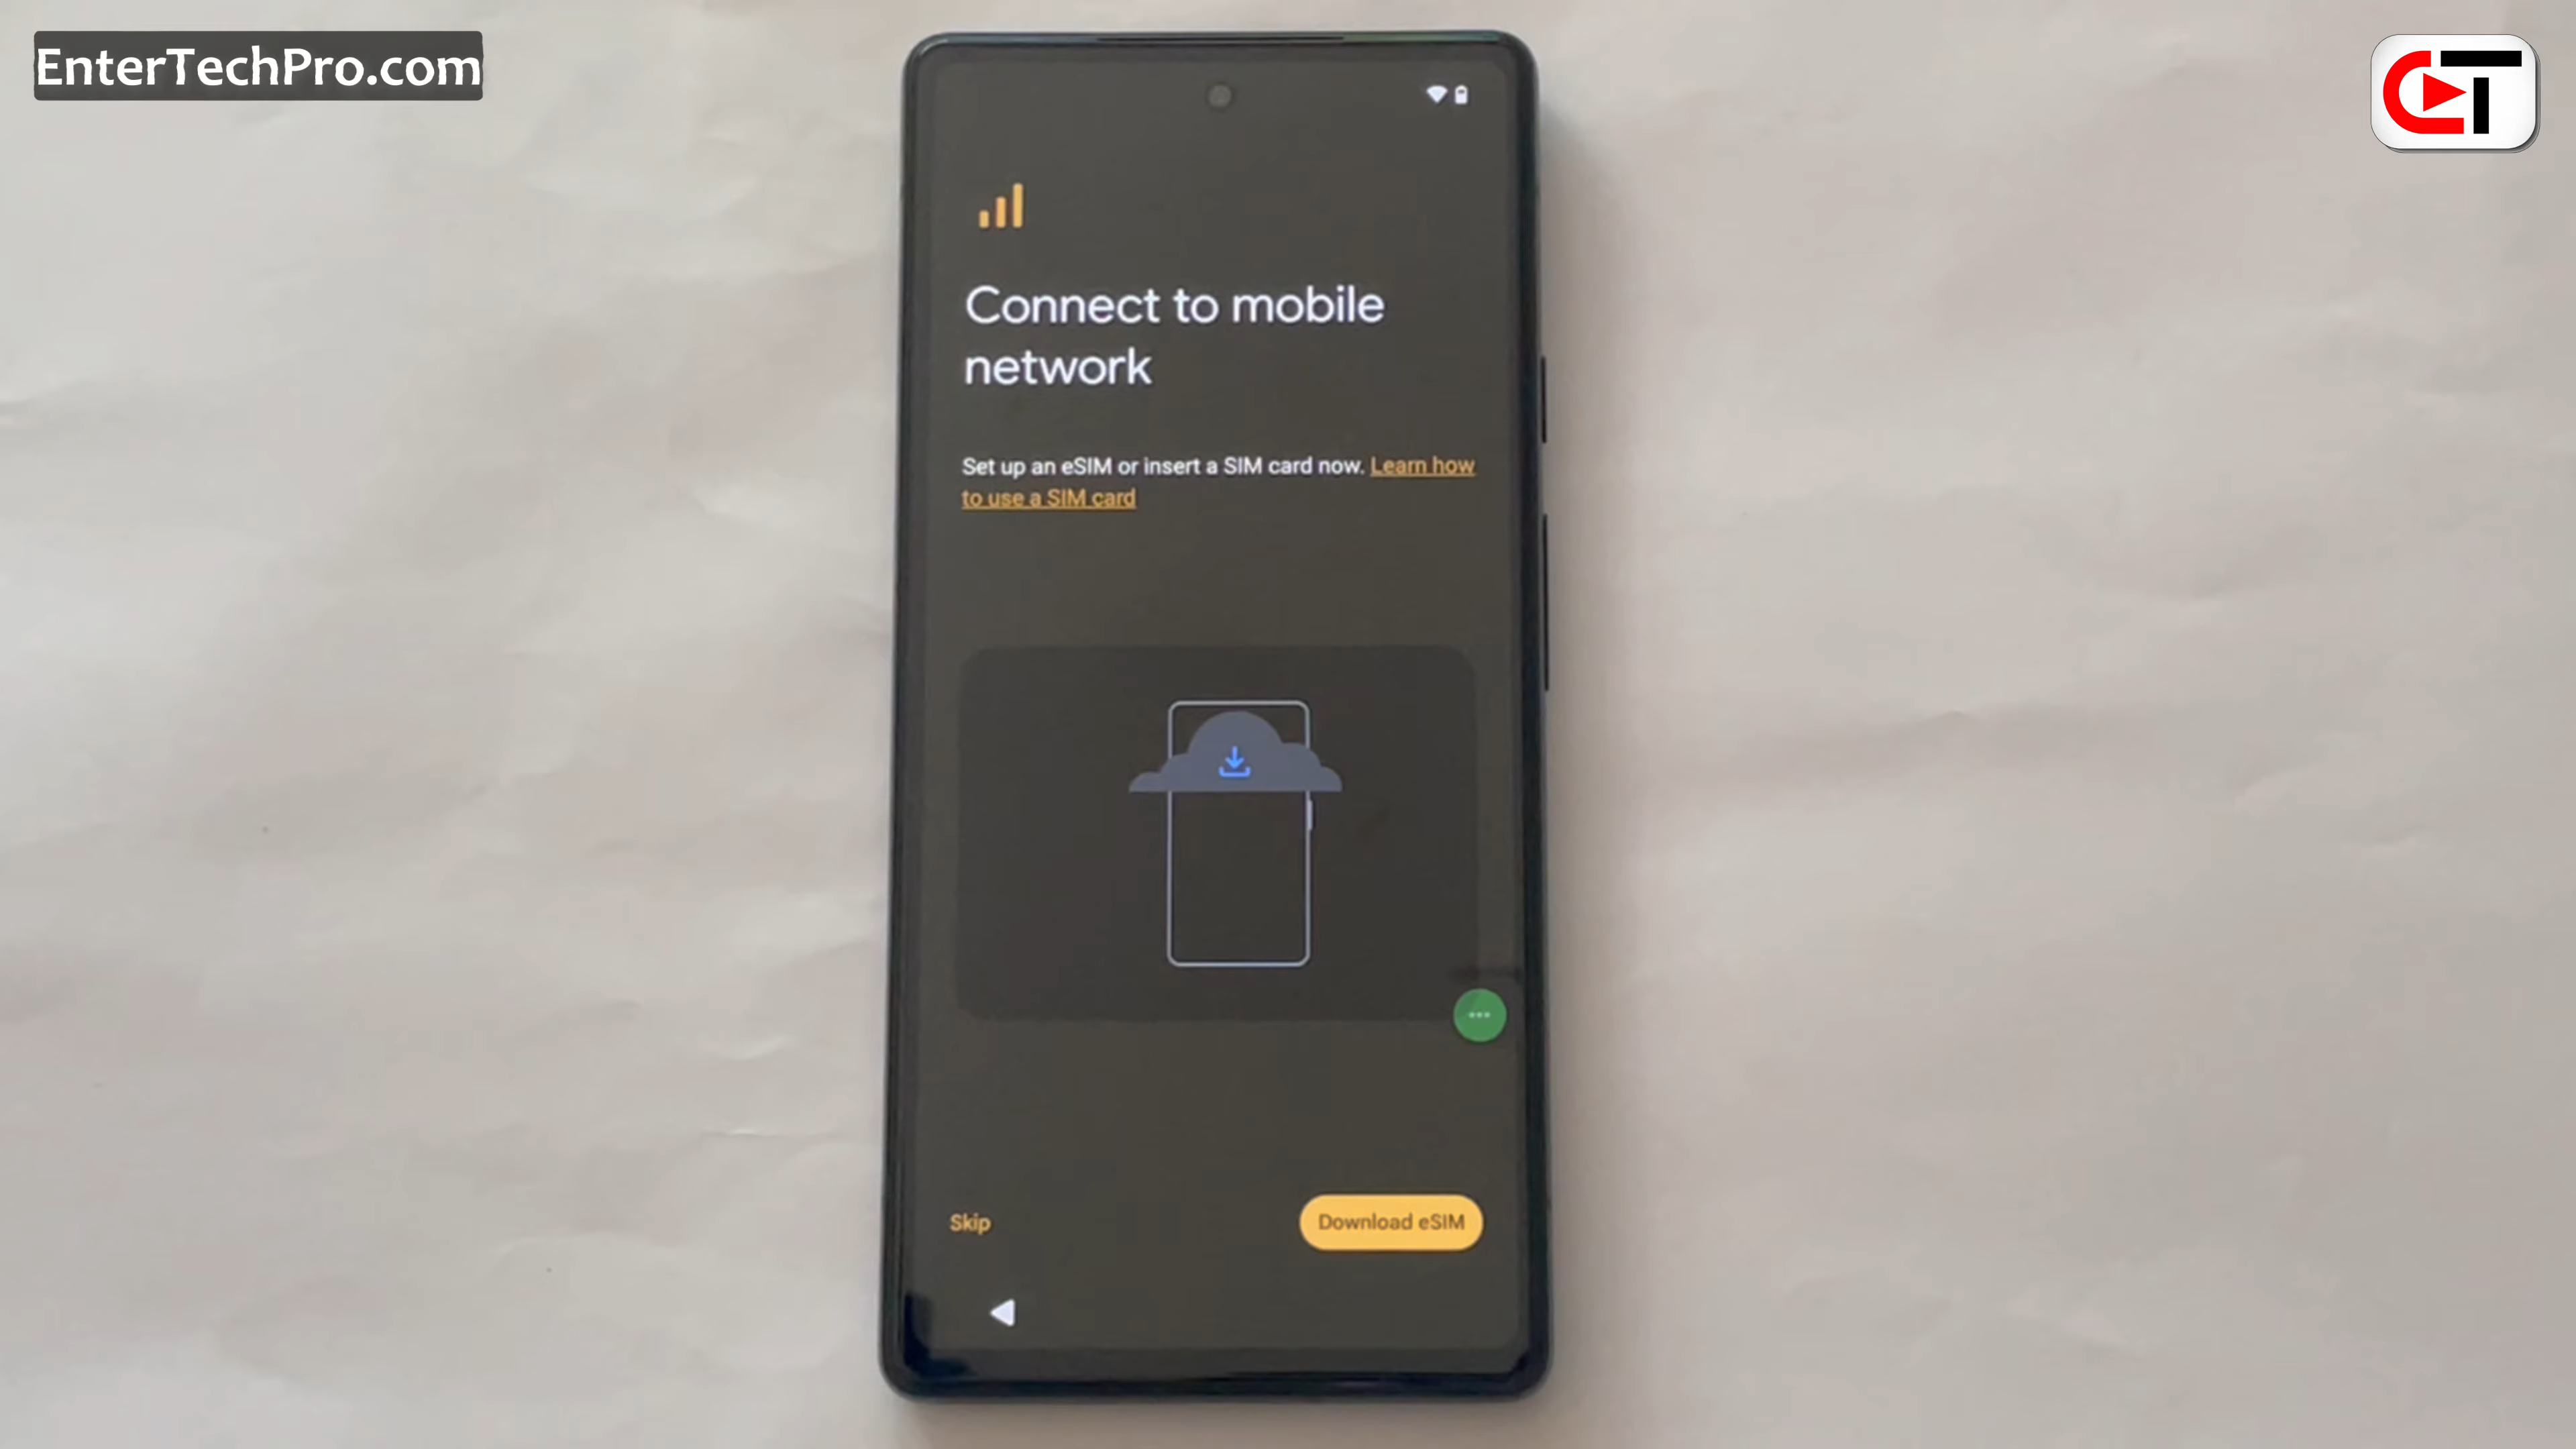 EnterTechPro.com
CT
Connect to mobile
network
Set up an eSIM or insert a SIM card now. Learn how
to use a SIM card
Skip
Download eSIM